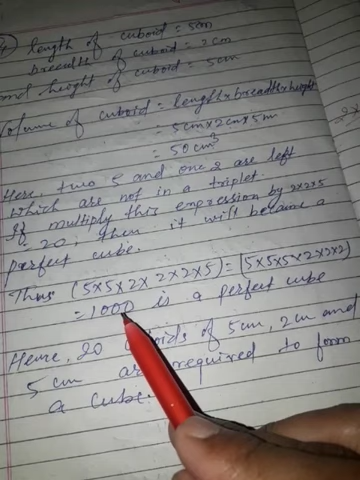 4) length of cuboid = 5cm
breadth of cuboid = 2cm
and height of cuboid = 5cm
Volume of cuboid = length×breadth×height
= 5cm×2cm×5m
= 50cm³
Here, two 5 and one 2 are left
which are not in a triplet.
If multiply this expression by 2×2×5
= 20, then it will became a
perfect cube.
Thus (5×5×2×2×2×5) = [5×5×5×2×2×2]
= 1000 is a perfect cube
Hence, 20 cuboids of 5cm, 2cm and
5cm are required to form
a cube.